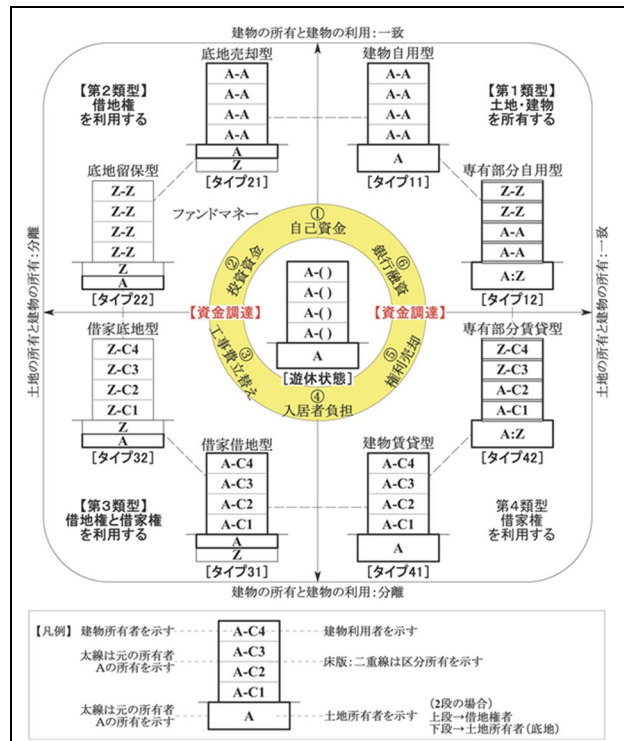 建物の所有と建物の利用:一致
底地売却型
A-A
A-A
A-A
A-A
A
Z
[タイプ21]
建物自用型
A-A
A-A
A-A
A-A
A
[タイプ11]
【第2類型】
借地権
を利用する
【第1類型】
土地・建物
を所有する
底地留保型
Z-Z
Z-Z
Z-Z
Z-Z
Z
A
[タイプ22]
専有部分自用型
Z-Z
Z-Z
A-A
A-A
A:Z
[タイプ12]
ファンドマネー
①
自己資金
②
投資資金
③
工事費立替え
④
入居者負担
⑤
権利売却
⑥
銀行融資
A-( )
A-( )
A-( )
A-( )
A
[遊休状態]
【資金調達】
【資金調達】
土地の所有と建物の所有:分離
土地の所有と建物の所有:一致
借家底地型
Z-C4
Z-C3
Z-C2
Z-C1
Z
A
[タイプ32]
専有部分賃貸型
Z-C4
Z-C3
A-C2
A-C1
A:Z
[タイプ42]
借家借地型
A-C4
A-C3
A-C2
A-C1
A
Z
[タイプ31]
建物賃貸型
A-C4
A-C3
A-C2
A-C1
A
[タイプ41]
【第3類型】
借地権と借家権
を利用する
第4類型
借家権
を利用する
建物の所有と建物の利用:分離
【凡例】
建物所有者を示す
太線は元の所有者
Aの所有を示す
太線は元の所有者
Aの所有を示す
A-C4
A-C3
A-C2
A-C1
A
建物利用者を示す
床版:二重線は区分所有を示す
土地所有者を示す
(2段の場合)
上段→借地権者
下段→土地所有者(底地)